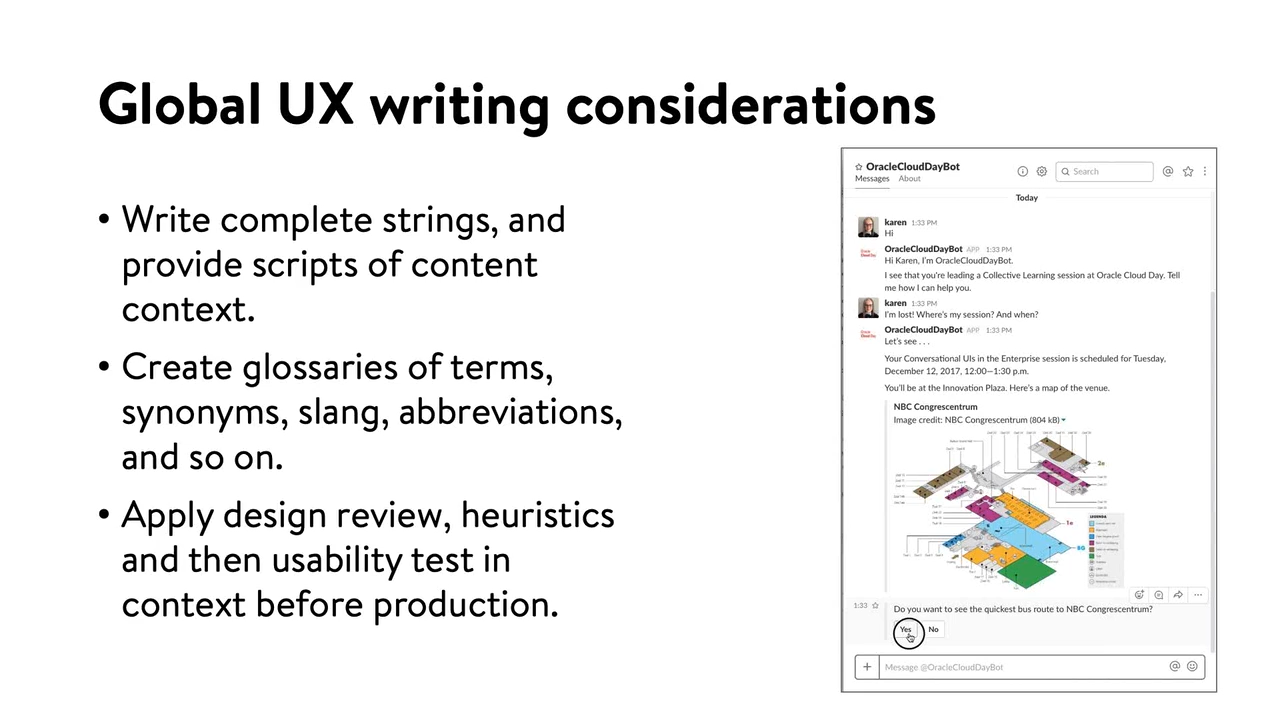 Global UX writing considerations
• Write complete strings, and
provide scripts of content
context.
• Create glossaries of terms,
synonyms, slang, abbreviations,
and so on.
• Apply design review, heuristics
and then usability test in
context before production.
OracleCloudDayBot
Messages About
Search
Today
karen 1:33 PM
Hi
OracleCloudDayBot APP 1:33 PM
Hi Karen, I'm OracleCloudDayBot.
I see that you're leading a Collective Learning session at Oracle Cloud Day. Tell
me how I can help you.
karen 1:33 PM
I'm lost! Where's my session? And when?
OracleCloudDayBot APP 1:33 PM
Let's see . . .
Your Conversational UIs in the Enterprise session is scheduled for Tuesday,
December 12, 2017, 12:00—1:30 p.m.
You'll be at the Innovation Plaza. Here's a map of the venue.
NBC Congrescentrum
Image credit: NBC Congrescentrum (804 kB)
LEGENDA
1:33
Do you want to see the quickest bus route to NBC Congrescentrum?
Yes No
Message @OracleCloudDayBot